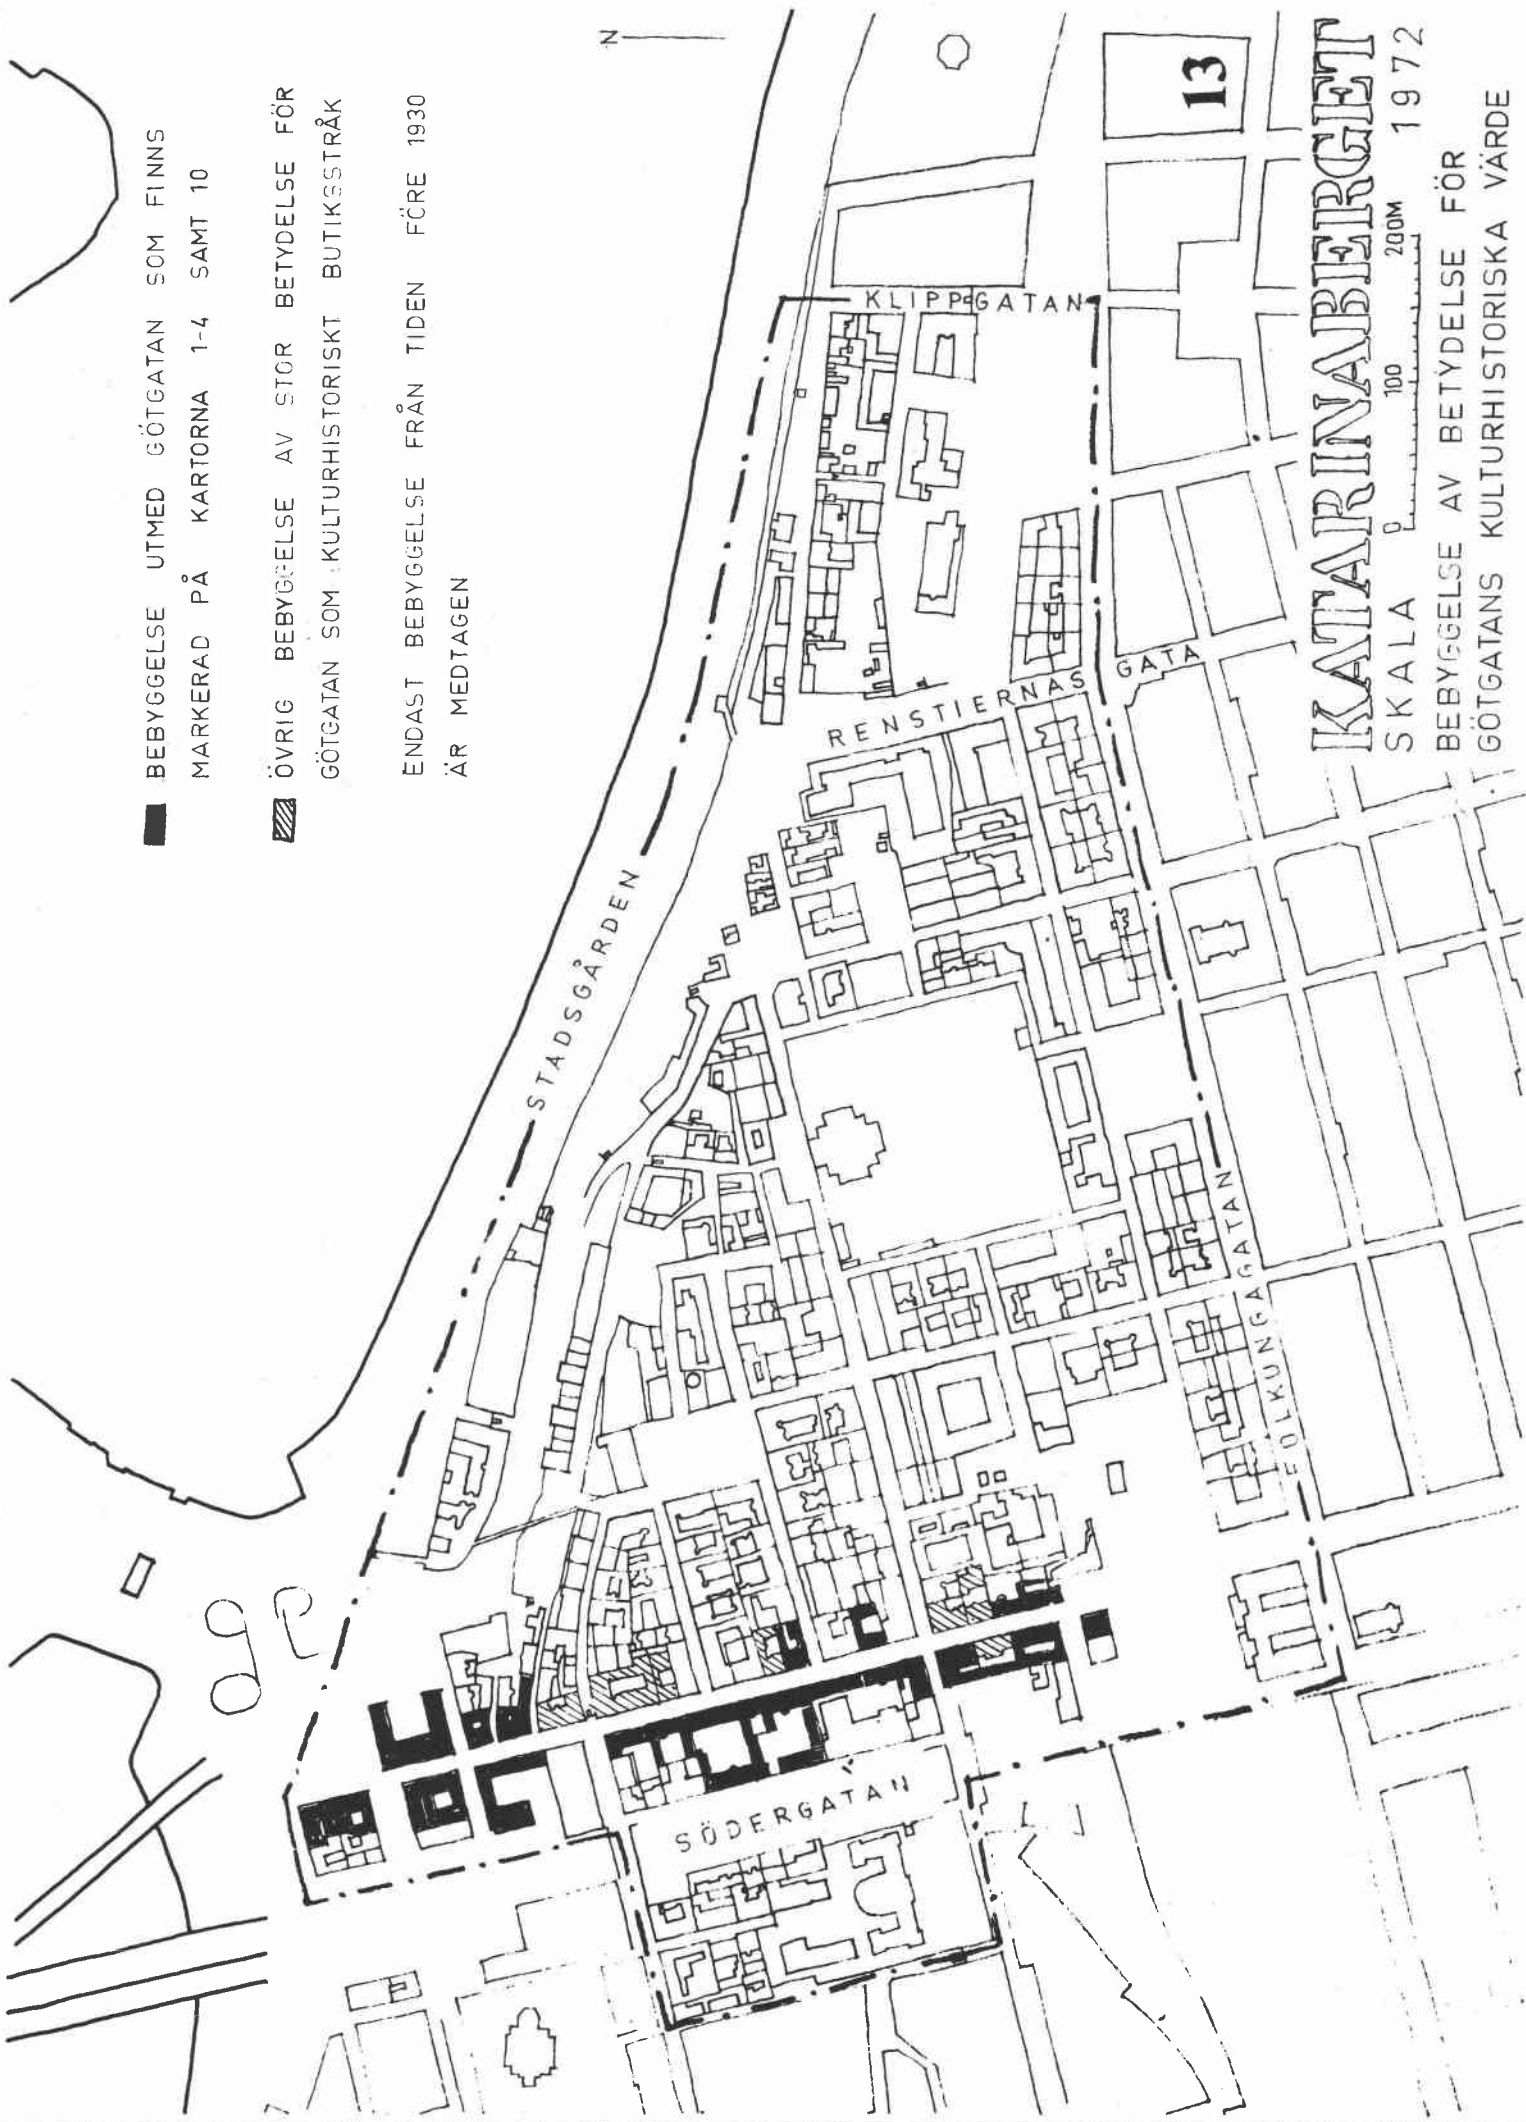 BEBYGGELSE UTMED GÖTGATAN SOM FINNS
MARKERAD PÅ KARTORNA 1-4 SAMT 10
ÖVRIG BEBYGGELSE AV STOR BETYDELSE FÖR
GÖTGATAN SOM KULTURHISTORISKT BUTIKSSTRÅK
ENDAST BEBYGGELSE FRÅN TIDEN FÖRE 1930
ÄR MEDTAGEN
N
STADSGÅRDEN
KLIPPGATAN
RENSTIERNAS GATA
FOLKUNGAGATAN
SÖDERGATAN
13
KATARINABERGET
SKALA 0 100 200M 1972
BEBYGGELSE AV BETYDELSE FÖR
GÖTGATANS KULTURHISTORISKA VÄRDE